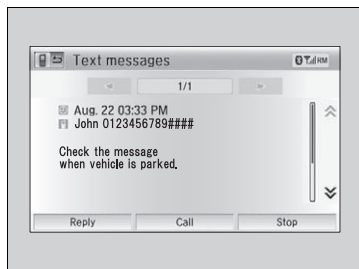 Text messages
RM
1/1
Aug. 22 03:33 PM
John 0123456789####
Check the message
when vehicle is parked.
Reply Call Stop